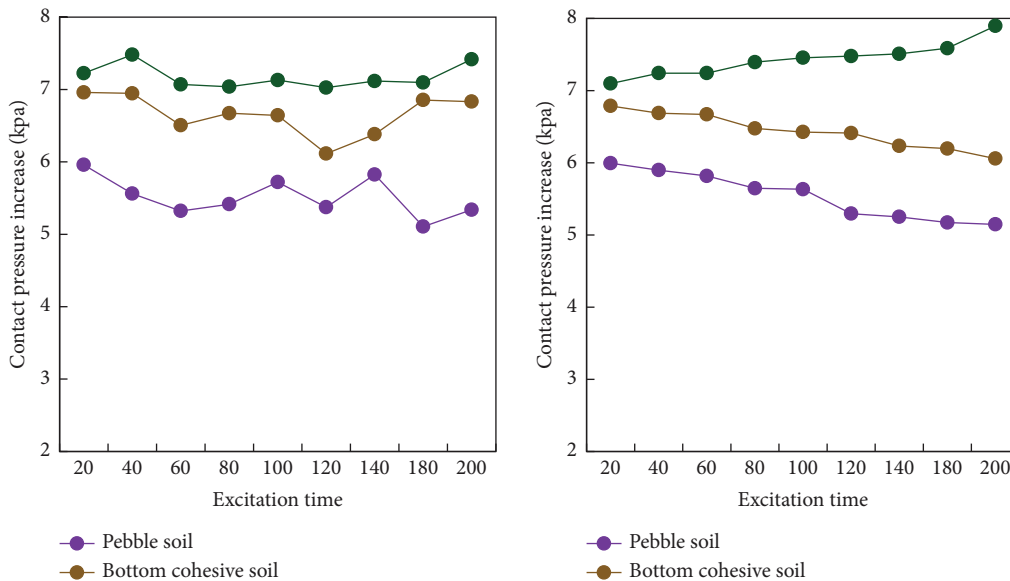 8
7
6
5
4
3
2
Contact pressure increase (kpa)
20 40 60 80 100 120 140 180 200
Excitation time
Pebble soil
Bottom cohesive soil
8
7
6
5
4
3
2
Contact pressure increase (kpa)
20 40 60 80 100 120 140 180 200
Excitation time
Pebble soil
Bottom cohesive soil